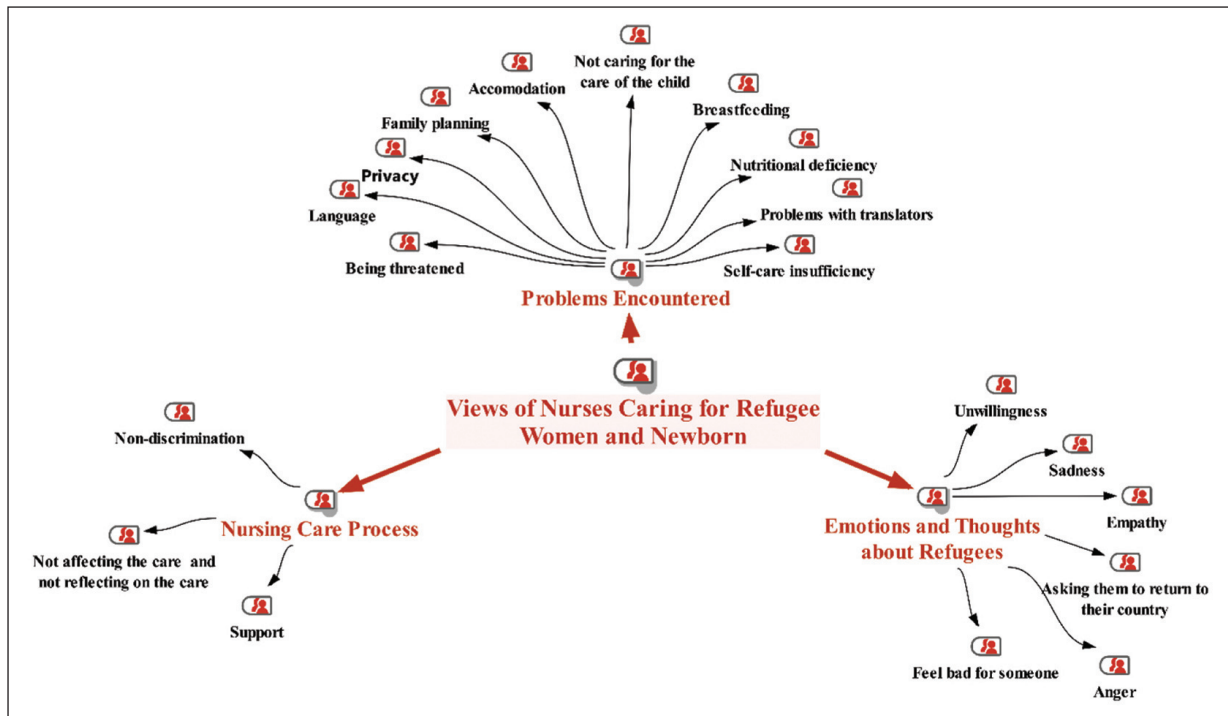 Not caring for the
care of the child
Accomodation
Breastfeeding
Family planning
Nutritional deficiency
Privacy
Problems with translators
Language
Self-care insufficiency
Being threatened
Problems Encountered
Views of Nurses Caring for Refugee
Women and Newborn
Non-discrimination
Nursing Care Process
Not affecting the care and
not reflecting on the care
Support
Unwillingness
Sadness
Empathy
Emotions and Thoughts
about Refugees
Asking them to return to
their country
Feel bad for someone
Anger